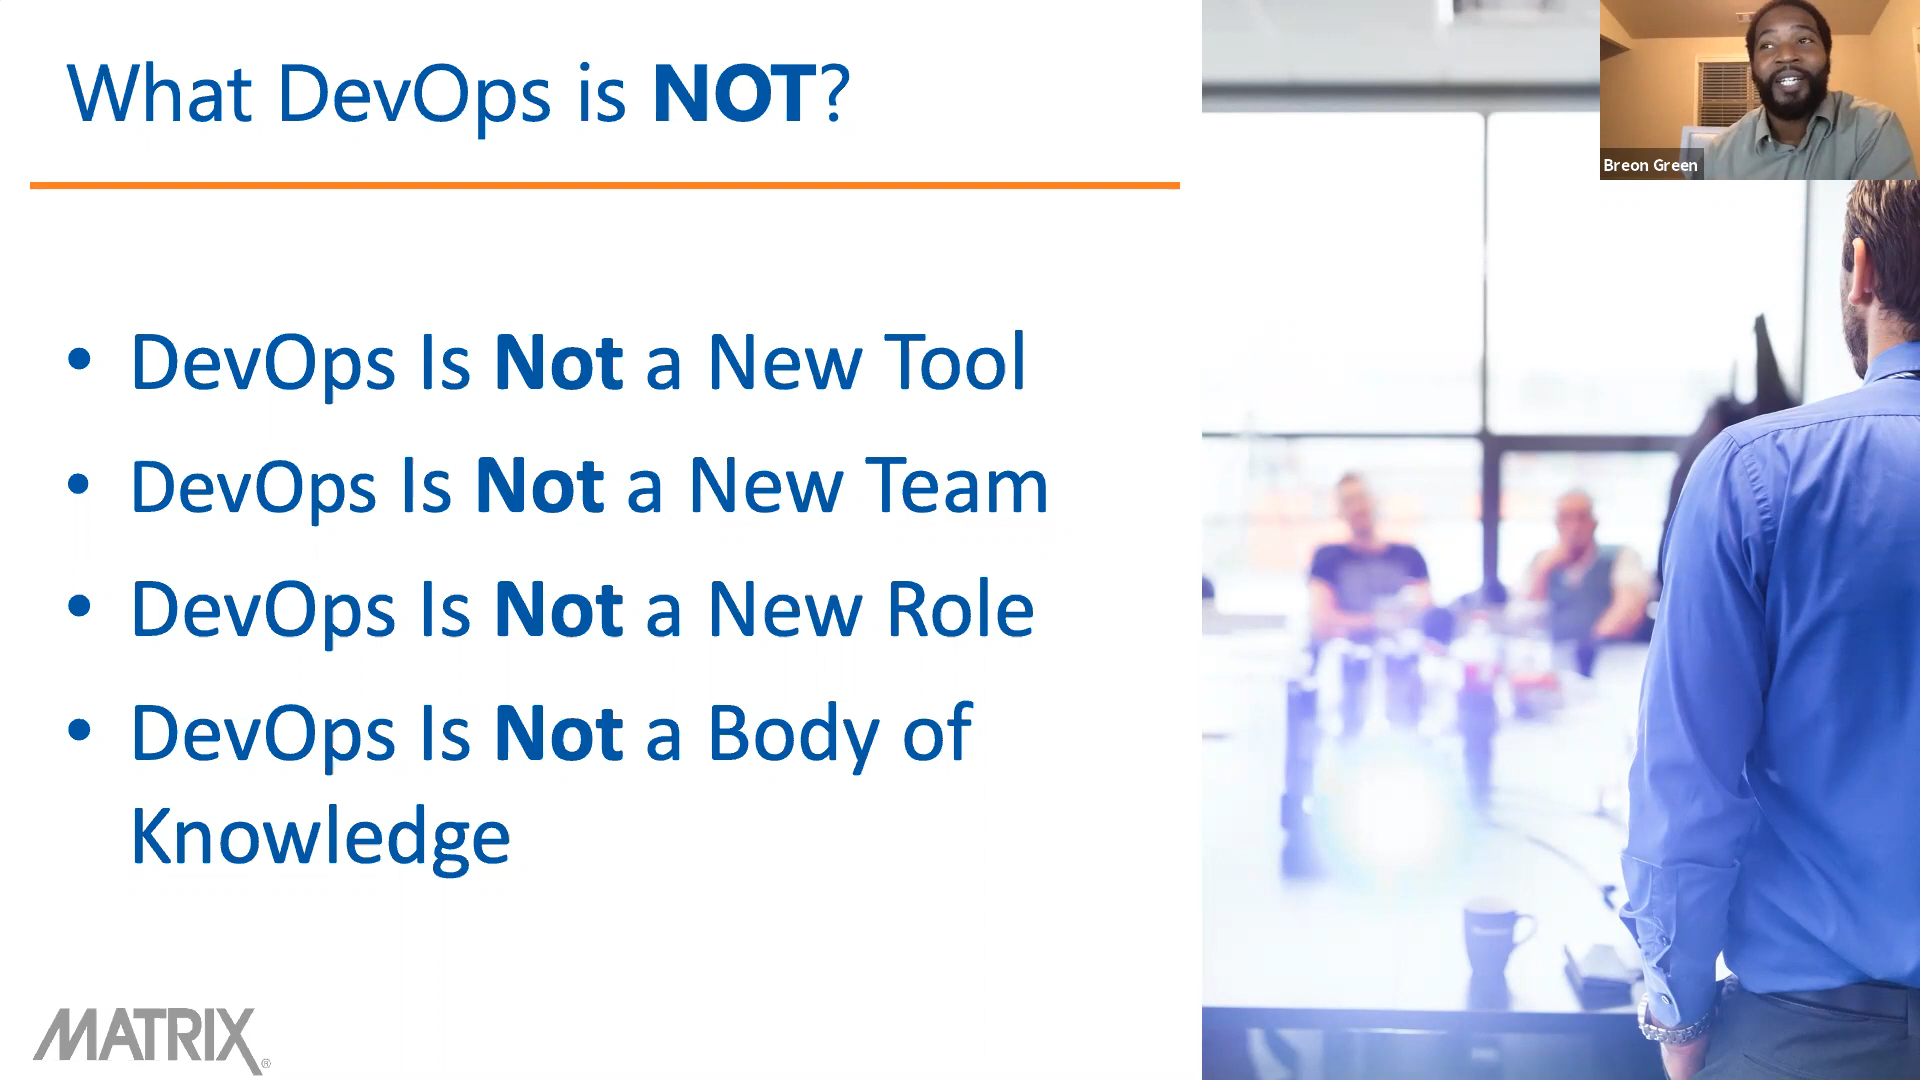 What DevOps is NOT?
Breon Green
• DevOps Is Not a New Tool
• DevOps Is Not a New Team
• DevOps Is Not a New Role
• DevOps Is Not a Body of
Knowledge
MATRIX®